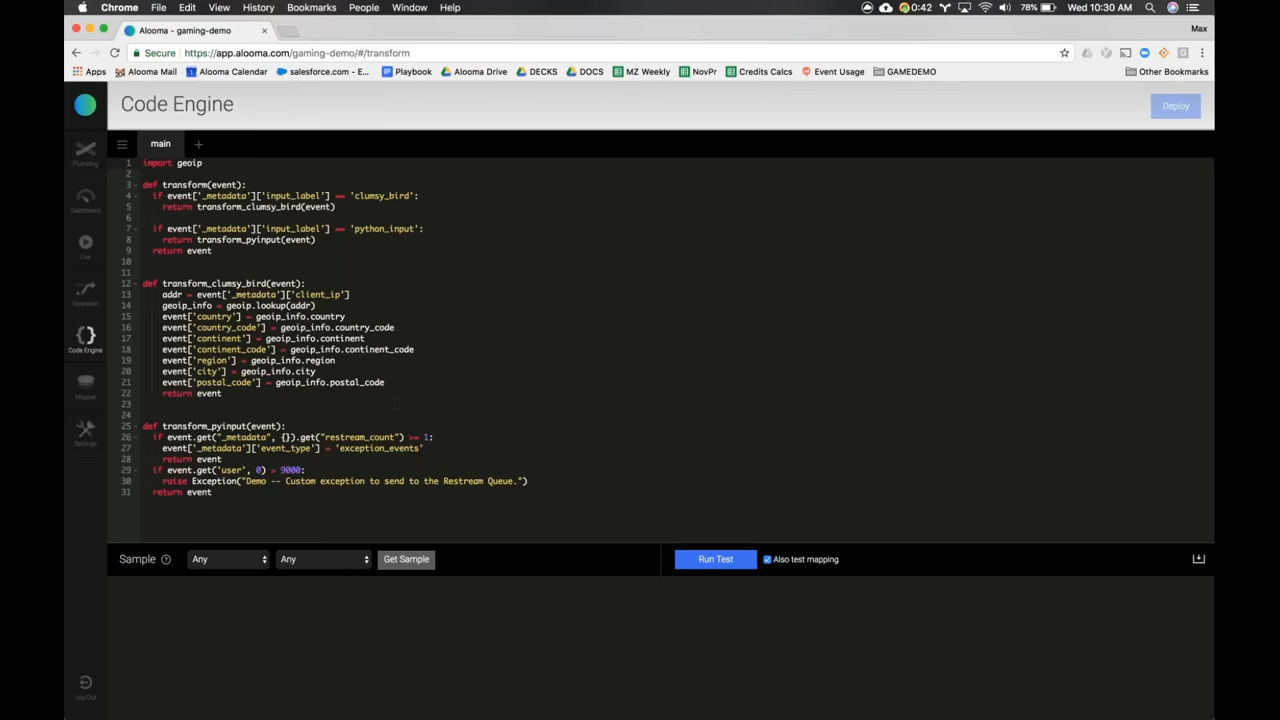 Chrome File Edit View History Bookmarks People Window Help 0:42 78% Wed 10:30 AM
Alooma - gaming-demo Max
Secure https://app.alooma.com/gaming-demo/#/transform
Apps Alooma Mail Alooma Calendar salesforce.com - E... Playbook Alooma Drive DECKS DOCS MZ Weekly NovPr Credits Calcs Event Usage GAMEDEMO Other Bookmarks
Code Engine Deploy
main +
Plumbing
Dashboard
Live
Restream
Code Engine
Mapper
Settings
Log Out
1 import geoip
2
3 def transform(event):
4 if event['_metadata']['input_label'] == 'clumsy_bird':
5 return transform_clumsy_bird(event)
6
7 if event['_metadata']['input_label'] == 'python_input':
8 return transform_pyinput(event)
9 return event
10
11
12 def transform_clumsy_bird(event):
13 addr = event['_metadata']['client_ip']
14 geoip_info = geoip.lookup(addr)
15 event['country'] = geoip_info.country
16 event['country_code'] = geoip_info.country_code
17 event['continent'] = geoip_info.continent
18 event['continent_code'] = geoip_info.continent_code
19 event['region'] = geoip_info.region
20 event['city'] = geoip_info.city
21 event['postal_code'] = geoip_info.postal_code
22 return event
23
24
25 def transform_pyinput(event):
26 if event.get("_metadata", {}).get("restream_count") >= 1:
27 event['_metadata']['event_type'] = 'exception_events'
28 return event
29 if event.get('user', 0) > 9000:
30 raise Exception("Demo -- Custom exception to send to the Restream Queue.")
31 return event
Sample ? Any Any Get Sample Run Test Also test mapping